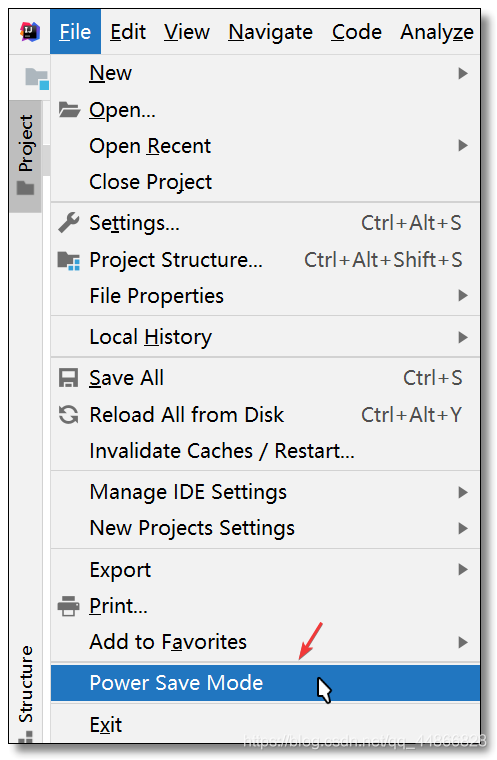 File Edit View Navigate Code Analyze
Project
New
Open...
Open Recent
Close Project
Settings... Ctrl+Alt+S
Project Structure... Ctrl+Alt+Shift+S
File Properties
Local History
Save All Ctrl+S
Reload All from Disk Ctrl+Alt+Y
Invalidate Caches / Restart...
Manage IDE Settings
New Projects Settings
Export
Print...
Add to Favorites
Structure
Power Save Mode
Exit
https://blog.csdn.net/qq_44866828